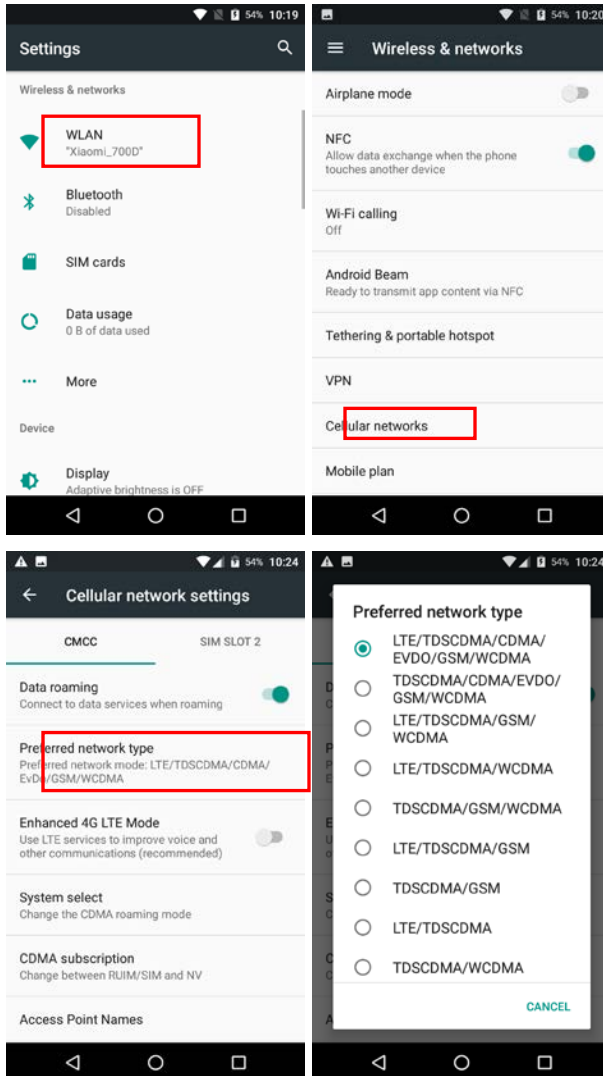 54% 10:19
Settings
Wireless & networks
WLAN
"Xiaomi_700D"
Bluetooth
Disabled
SIM cards
Data usage
0 B of data used
More
Device
Display
Adaptive brightness is OFF
54% 10:20
Wireless & networks
Airplane mode
NFC
Allow data exchange when the phone
touches another device
Wi-Fi calling
Off
Android Beam
Ready to transmit app content via NFC
Tethering & portable hotspot
VPN
Cellular networks
Mobile plan
54% 10:24
Cellular network settings
CMCC SIM SLOT 2
Data roaming
Connect to data services when roaming
Preferred network type
Preferred network mode: LTE/TDSCDMA/CDMA/
EvDo/GSM/WCDMA
Enhanced 4G LTE Mode
Use LTE services to improve voice and
other communications (recommended)
System select
Change the CDMA roaming mode
CDMA subscription
Change between RUIM/SIM and NV
Access Point Names
54% 10:24
Preferred network type
LTE/TDSCDMA/CDMA/
EVDO/GSM/WCDMA
TDSCDMA/CDMA/EVDO/
GSM/WCDMA
LTE/TDSCDMA/GSM/
WCDMA
LTE/TDSCDMA/WCDMA
TDSCDMA/GSM/WCDMA
LTE/TDSCDMA/GSM
TDSCDMA/GSM
LTE/TDSCDMA
TDSCDMA/WCDMA
CANCEL